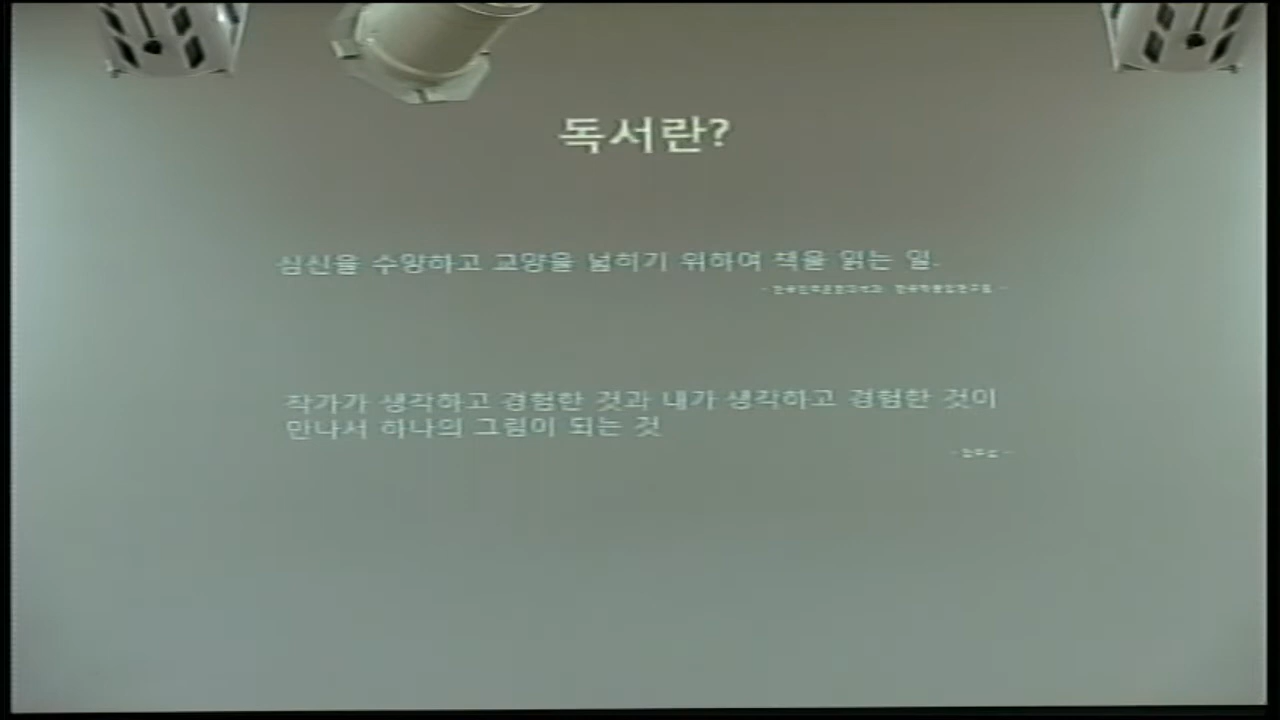 독서란?
심신을 수양하고 교양을 넓히기 위하여 책을 읽는 일.
작가가 생각하고 경험한 것과 내가 생각하고 경험한 것이
만나서 하나의 그림이 되는 것